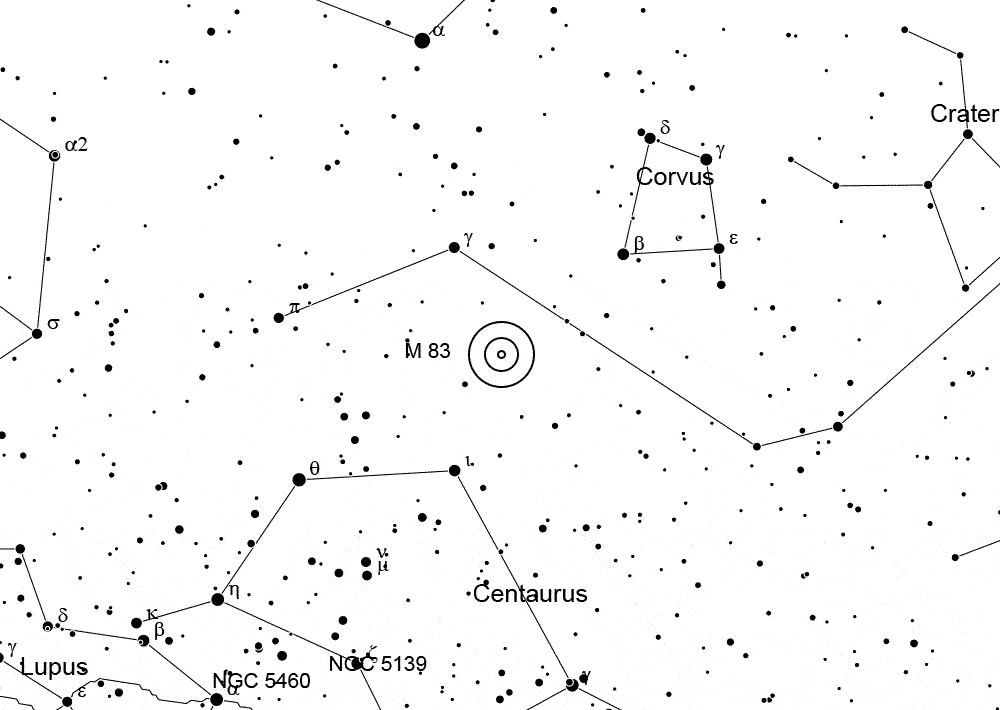 α
Crater
δ
α2
γ
Corvus
γ
β
ε
π
σ
M 83
θ
ι
ν
μ
η
Centaurus
κ
δ
β
γ
ζ
Lupus
NGC 5139
NGC 5460
γ
ε
α